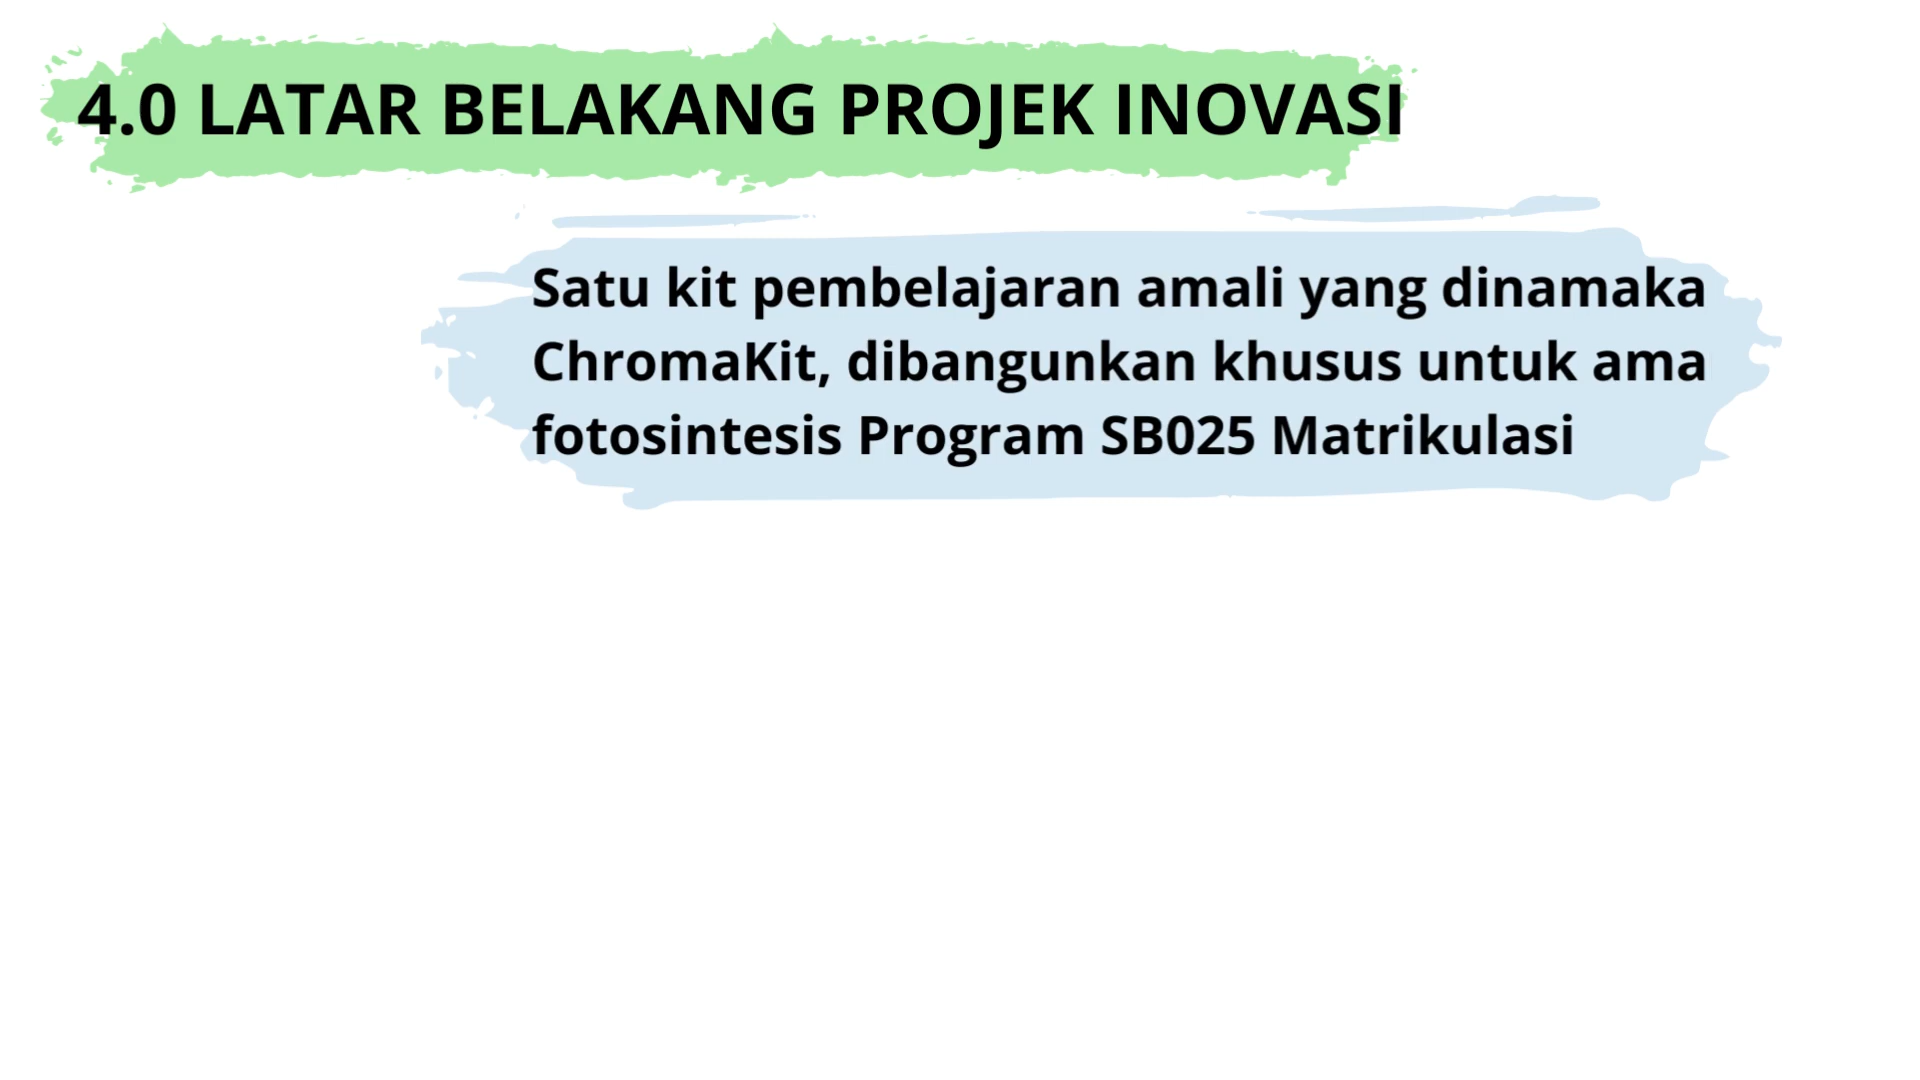 4.0 LATAR BELAKANG PROJEK INOVASI
Satu kit pembelajaran amali yang dinamaka
ChromaKit, dibangunkan khusus untuk ama
fotosintesis Program SB025 Matrikulasi